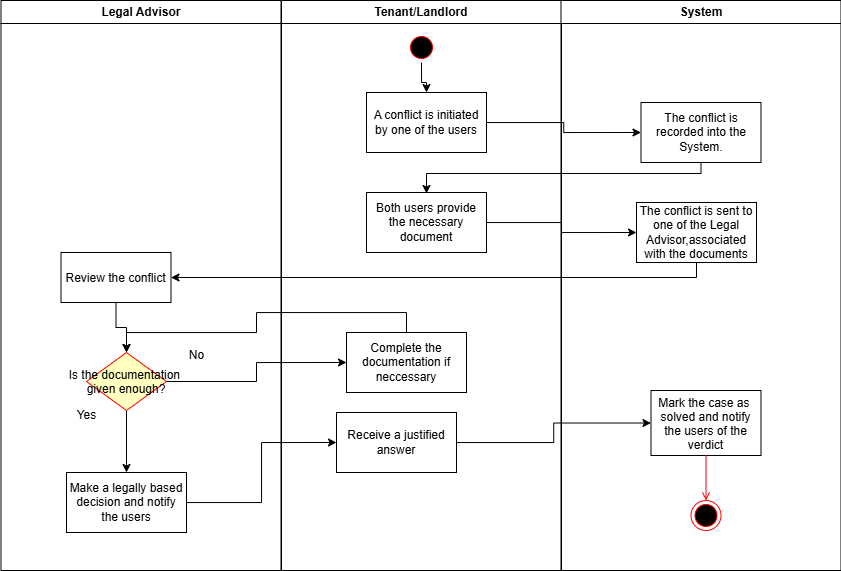 Legal Advisor
Tenant/Landlord
System
A conflict is initiated
by one of the users
The conflict is
recorded into the
System.
Both users provide
the necessary
document
The conflict is sent to
one of the Legal
Advisor,associated
with the documents
Review the conflict
No
Is the documentation
given enough?
Complete the
documentation if
neccessary
Yes
Mark the case as
solved and notify
the users of the
verdict
Receive a justified
answer
Make a legally based
decision and notify
the users